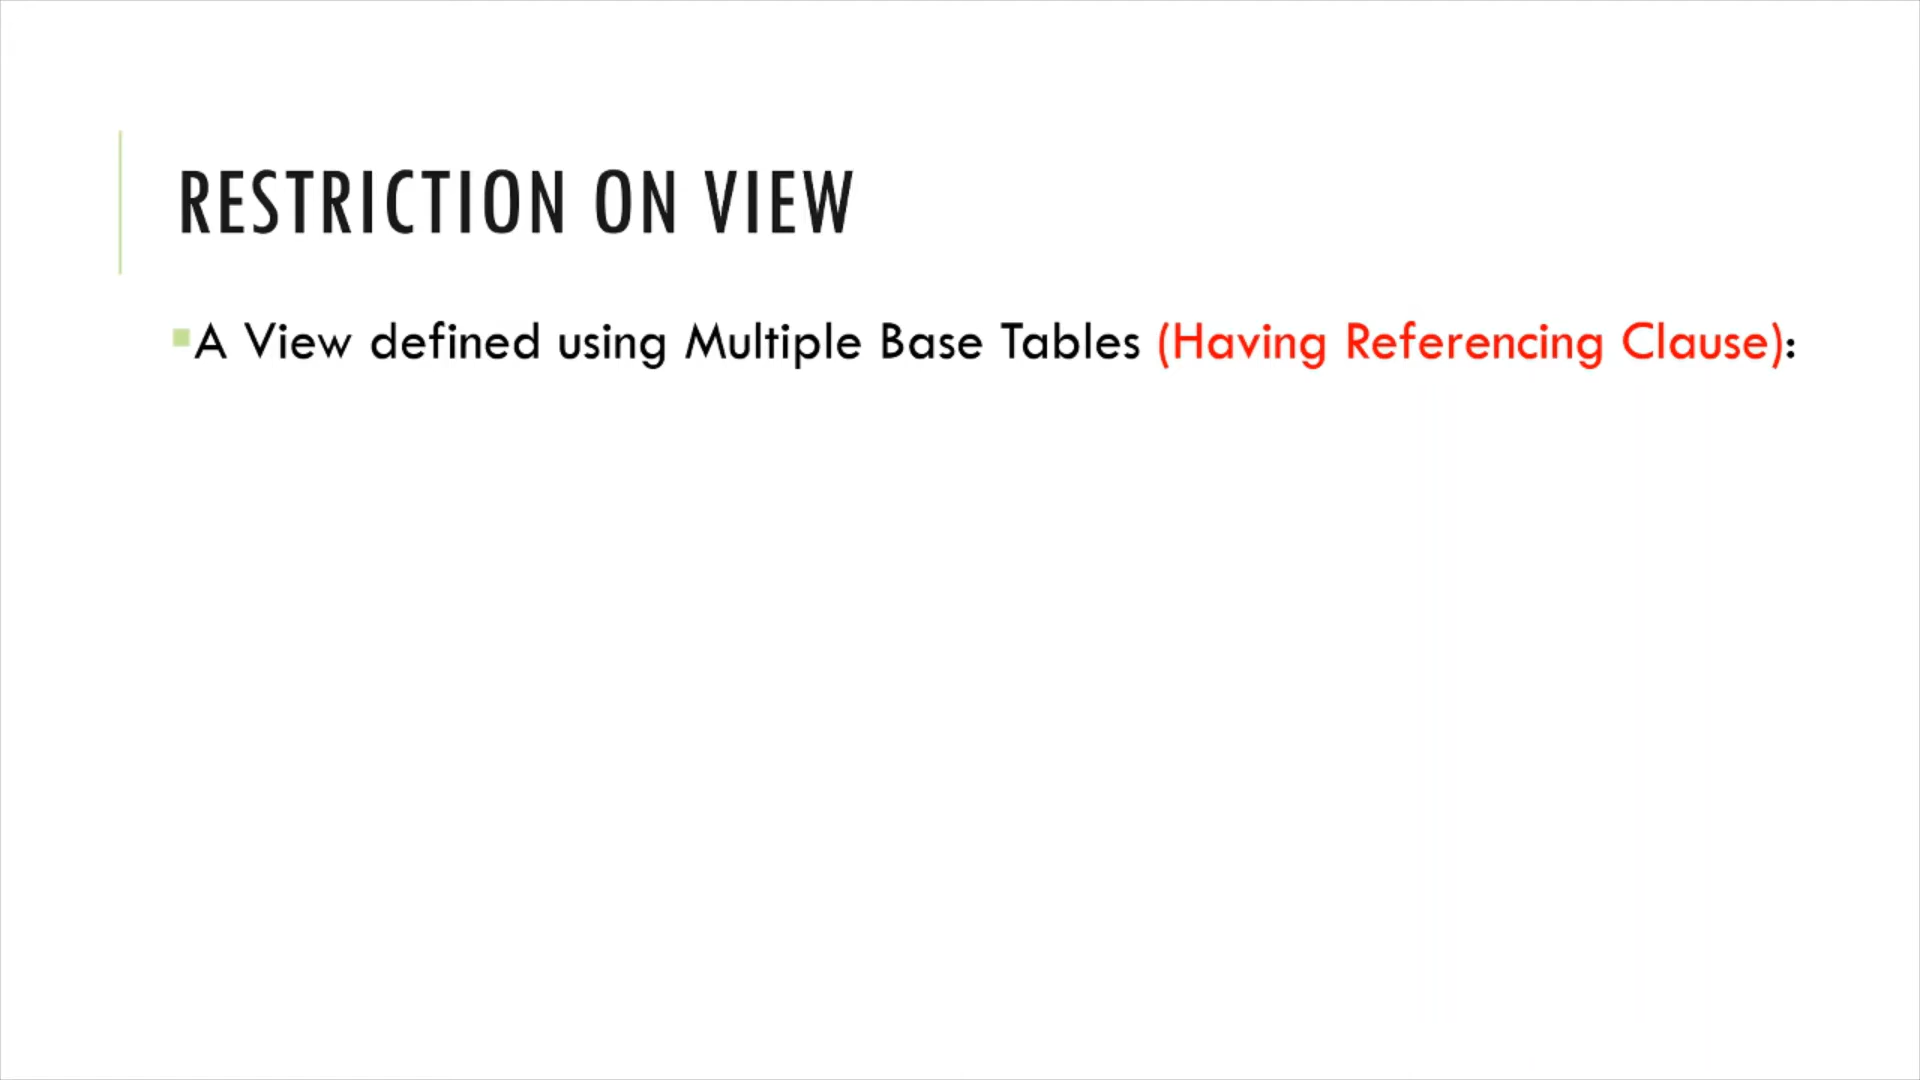 RESTRICTION ON VIEW
▪A View defined using Multiple Base Tables (Having Referencing Clause):